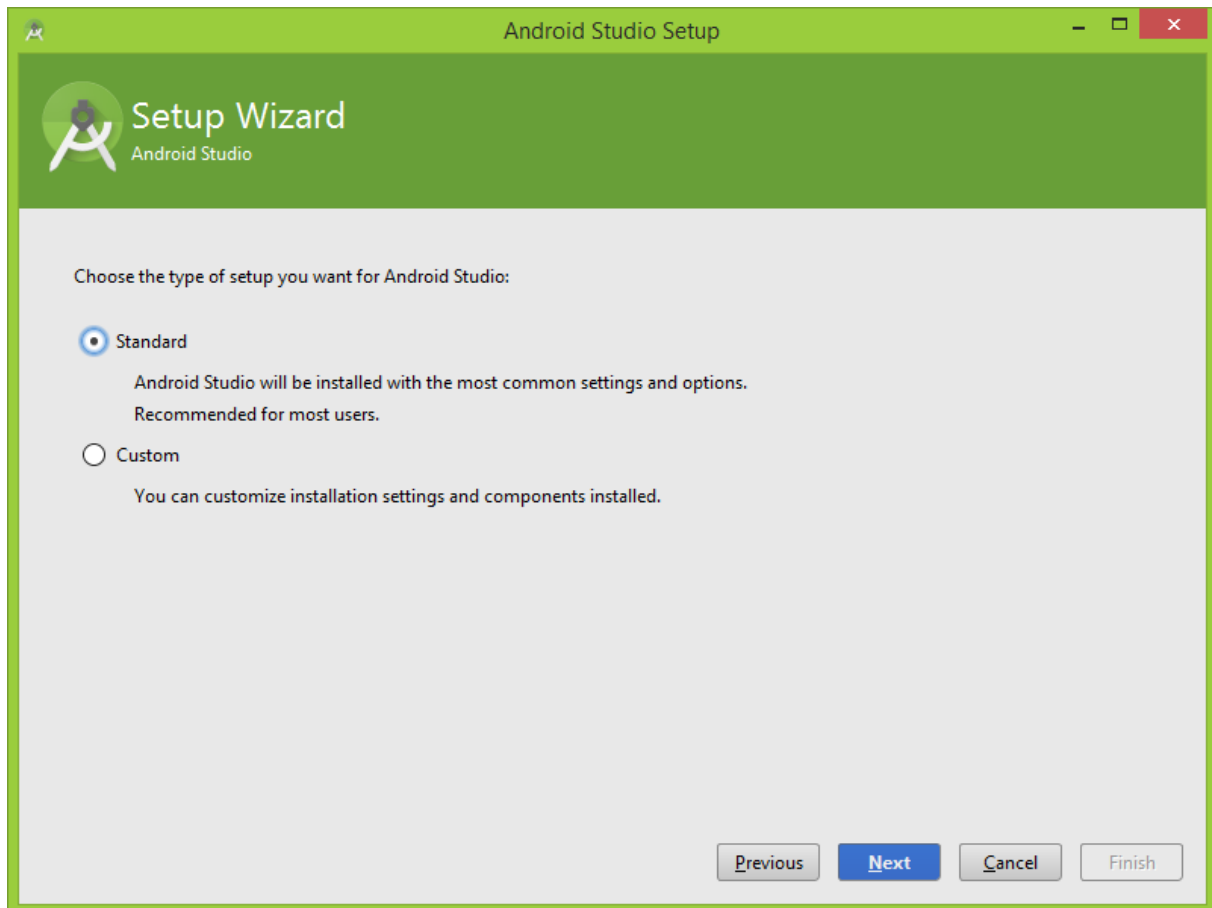 Android Studio Setup
Setup Wizard
Android Studio
Choose the type of setup you want for Android Studio:
Standard
Android Studio will be installed with the most common settings and options.
Recommended for most users.
Custom
You can customize installation settings and components installed.
Previous Next Cancel Finish